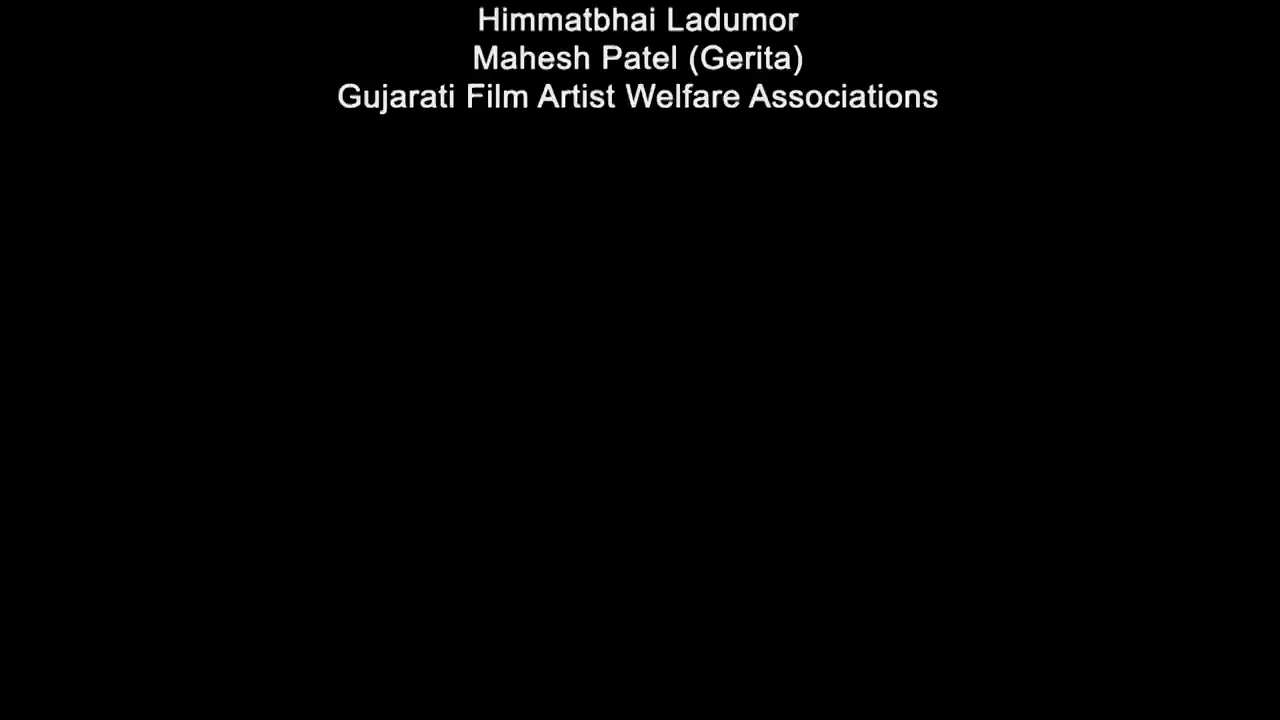 Himmatbhai Ladumor
Mahesh Patel (Gerita)
Gujarati Film Artist Welfare Associations